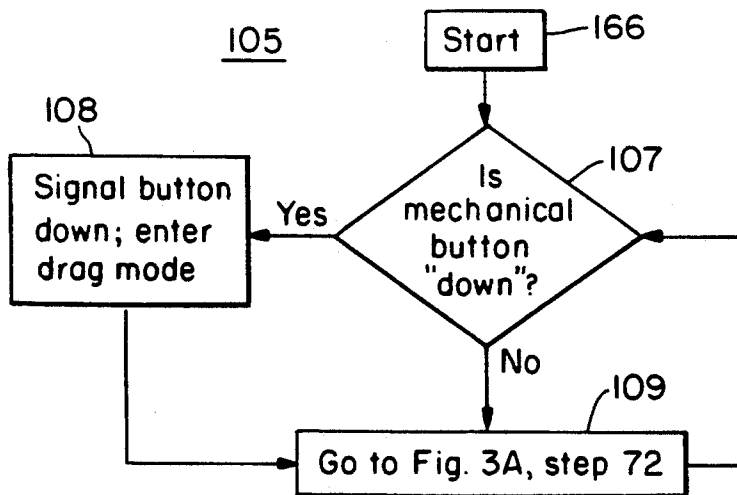 105
Start
166
108
107
Signal button
down; enter
drag mode
Yes
Is
mechanical
button
"down"?
No
109
Go to Fig. 3A, step 72